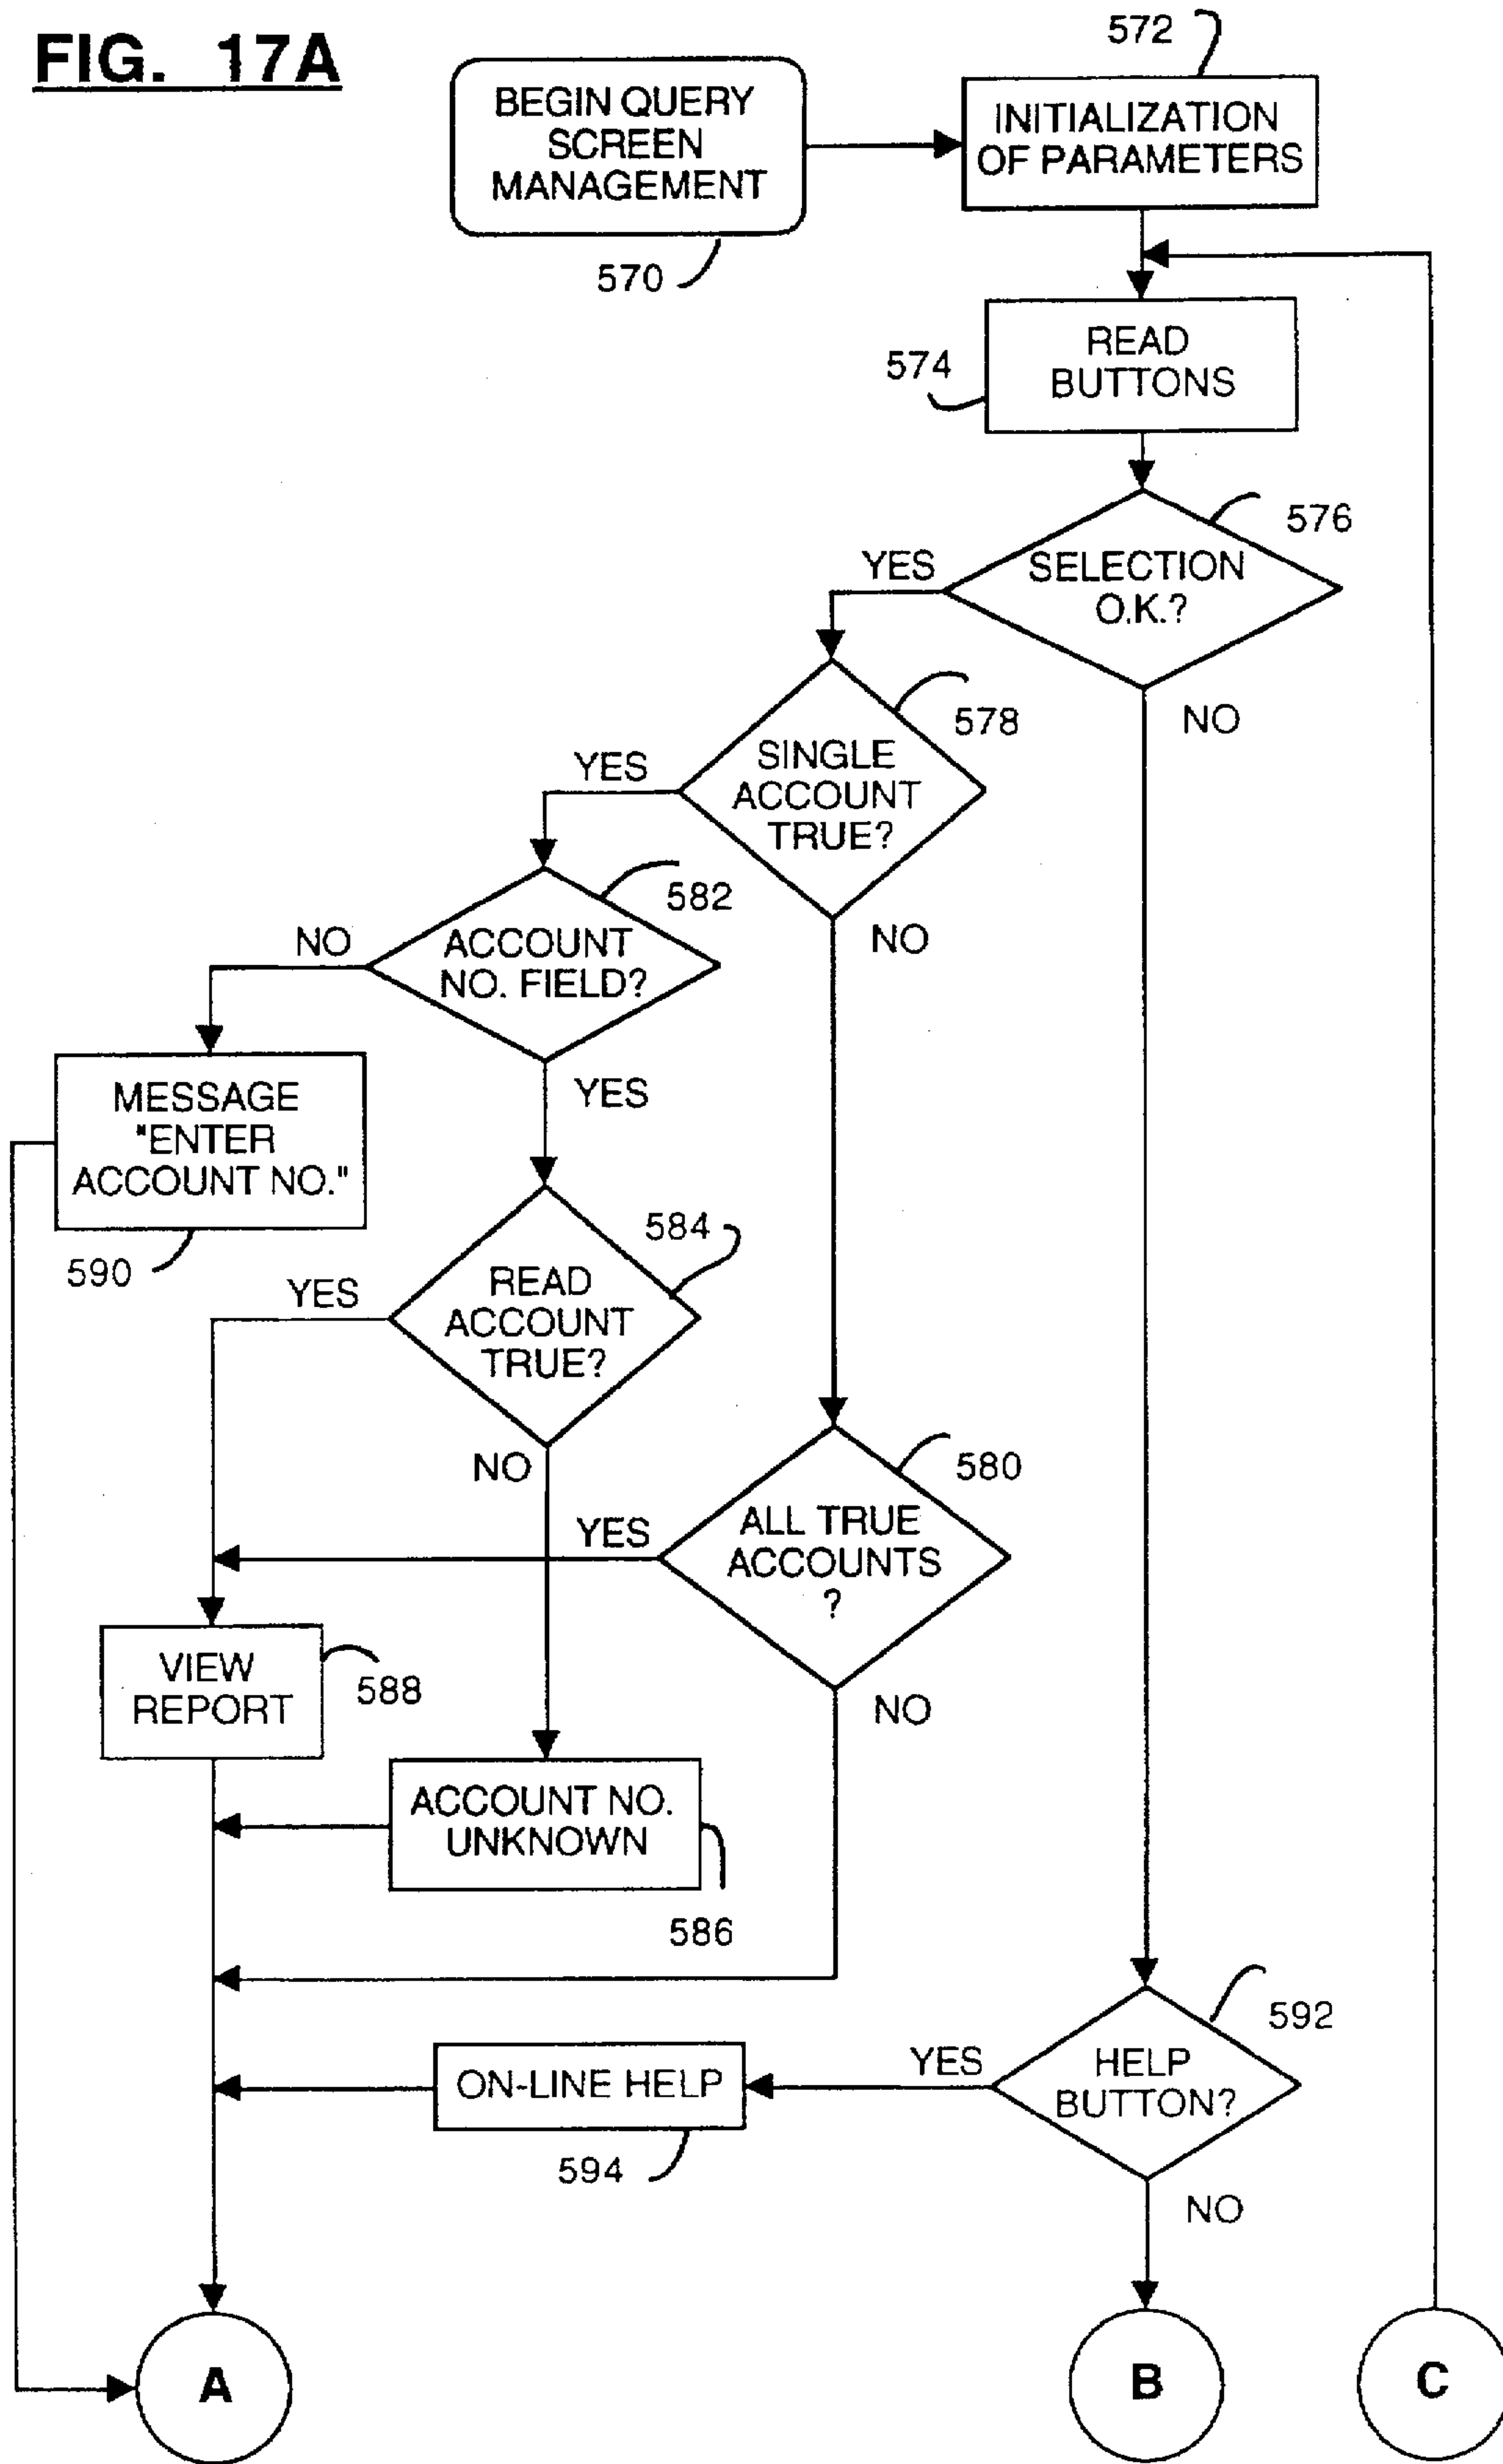 FIG. 17A
572
BEGIN QUERY
SCREEN
MANAGEMENT
INITIALIZATION
OF PARAMETERS
570
READ
BUTTONS
574
576
SELECTION
O.K.?
YES
NO
578
SINGLE
ACCOUNT
TRUE?
YES
NO
582
ACCOUNT
NO. FIELD?
NO
YES
MESSAGE
"ENTER
ACCOUNT NO."
590
584
READ
ACCOUNT
TRUE?
YES
NO
580
ALL TRUE
ACCOUNTS
?
YES
NO
VIEW
REPORT
588
ACCOUNT NO.
UNKNOWN
586
592
HELP
BUTTON?
YES
ON-LINE HELP
594
NO
A
B
C